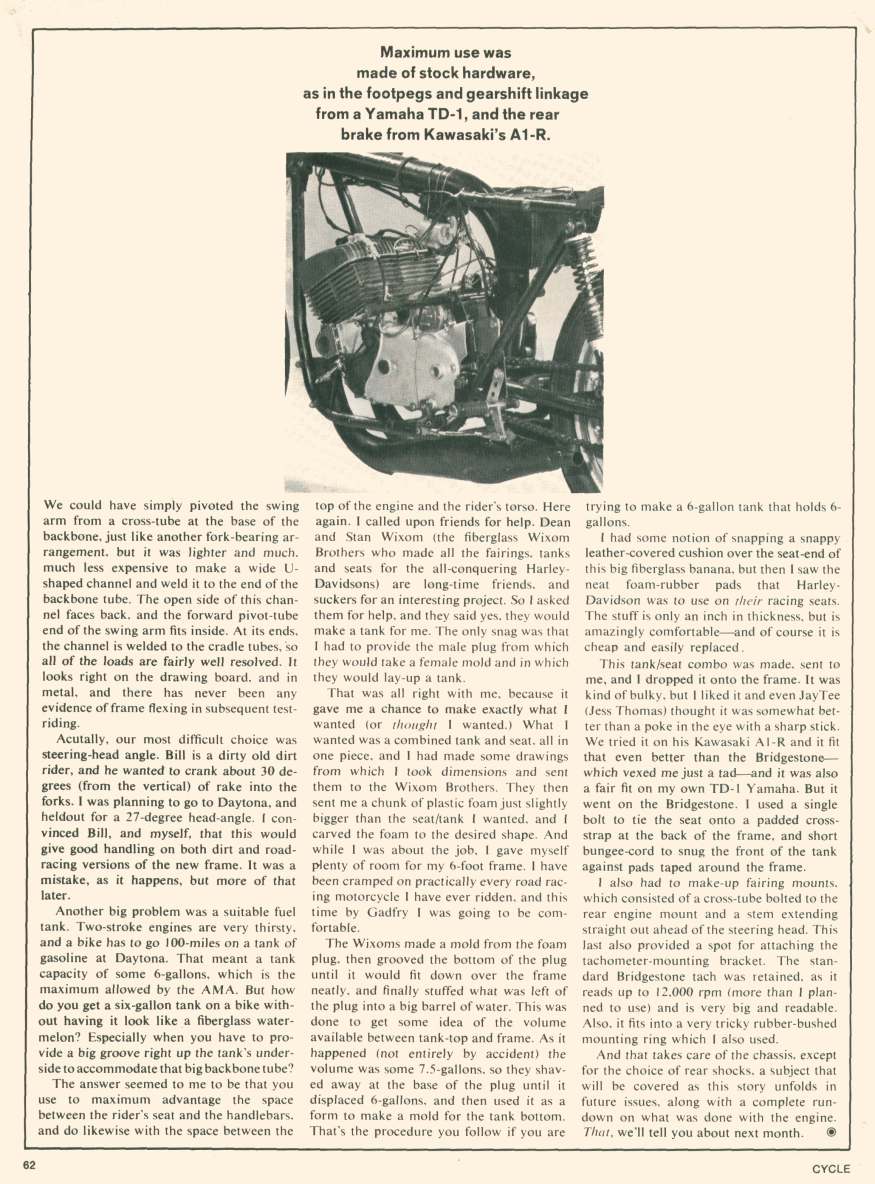 Maximum use was
made of stock hardware,
as in the footpegs and gearshift linkage
from a Yamaha TD-1, and the rear
brake from Kawasaki's A1-R.
We could have simply pivoted the swing
arm from a cross-tube at the base of the
backbone, just like another fork-bearing ar-
rangement, but it was lighter and much,
much less expensive to make a wide U-
shaped channel and weld it to the end of the
backbone tube. The open side of this chan-
nel faces back, and the forward pivot-tube
end of the swing arm fits inside. At its ends,
the channel is welded to the cradle tubes, so
all of the loads are fairly well resolved. It
looks right on the drawing board, and in
metal, and there has never been any
evidence of frame flexing in subsequent test-
riding.
Acutally, our most difficult choice was
steering-head angle. Bill is a dirty old dirt
rider, and he wanted to crank about 30 de-
grees (from the vertical) of rake into the
forks. I was planning to go to Daytona, and
heldout for a 27-degree head-angle. I con-
vinced Bill, and myself, that this would
give good handling on both dirt and road-
racing versions of the new frame. It was a
mistake, as it happens, but more of that
later.
Another big problem was a suitable fuel
tank. Two-stroke engines are very thirsty,
and a bike has to go 100-miles on a tank of
gasoline at Daytona. That meant a tank
capacity of some 6-gallons, which is the
maximum allowed by the AMA. But how
do you get a six-gallon tank on a bike with-
out having it look like a fiberglass water-
melon? Especially when you have to pro-
vide a big groove right up the tank's under-
side to accommodate that big backbone tube?
The answer seemed to me to be that you
use to maximum advantage the space
between the rider's seat and the handlebars,
and do likewise with the space between the
top of the engine and the rider's torso. Here
again. I called upon friends for help. Dean
and Stan Wixom (the fiberglass Wixom
Brothers who made all the fairings, tanks
and seats for the all-conquering Harley-
Davidsons) are long-time friends, and
suckers for an interesting project. So I asked
them for help, and they said yes, they would
make a tank for me. The only snag was that
I had to provide the male plug from which
they would take a female mold and in which
they would lay-up a tank.
That was all right with me, because it
gave me a chance to make exactly what I
wanted (or thought I wanted.) What I
wanted was a combined tank and seat, all in
one piece, and I had made some drawings
from which I took dimensions and sent
them to the Wixom Brothers. They then
sent me a chunk of plastic foam just slightly
bigger than the seat/tank I wanted, and I
carved the foam to the desired shape. And
while I was about the job, I gave myself
plenty of room for my 6-foot frame. I have
been cramped on practically every road rac-
ing motorcycle I have ever ridden, and this
time by Gadfry I was going to be com-
fortable.
The Wixoms made a mold from the foam
plug, then grooved the bottom of the plug
until it would fit down over the frame
neatly, and finally stuffed what was left of
the plug into a big barrel of water. This was
done to get some idea of the volume
available between tank-top and frame. As it
happened (not entirely by accident) the
volume was some 7.5-gallons, so they shav-
ed away at the base of the plug until it
displaced 6-gallons, and then used it as a
form to make a mold for the tank bottom.
That's the procedure you follow if you are
trying to make a 6-gallon tank that holds 6-
gallons.
I had some notion of snapping a snappy
leather-covered cushion over the seat-end of
this big fiberglass banana, but then I saw the
neat foam-rubber pads that Harley-
Davidson was to use on their racing seats.
The stuff is only an inch in thickness, but is
amazingly comfortable—and of course it is
cheap and easily replaced.
This tank/seat combo was made, sent to
me, and I dropped it onto the frame. It was
kind of bulky, but I liked it and even JayTee
(Jess Thomas) thought it was somewhat bet-
ter than a poke in the eye with a sharp stick.
We tried it on his Kawasaki A1-R and it fit
that even better than the Bridgestone—
which vexed me just a tad—and it was also
a fair fit on my own TD-1 Yamaha. But it
went on the Bridgestone. I used a single
bolt to tie the seat onto a padded cross-
strap at the back of the frame, and short
bungee-cord to snug the front of the tank
against pads taped around the frame.
I also had to make-up fairing mounts,
which consisted of a cross-tube bolted to the
rear engine mount and a stem extending
straight out ahead of the steering head. This
last also provided a spot for attaching the
tachometer-mounting bracket. The stan-
dard Bridgestone tach was retained, as it
reads up to 12,000 rpm (more than I plan-
ned to use) and is very big and readable.
Also, it fits into a very tricky rubber-bushed
mounting ring which I also used.
And that takes care of the chassis, except
for the choice of rear shocks, a subject that
will be covered as this story unfolds in
future issues, along with a complete run-
down on what was done with the engine.
That, we'll tell you about next month.
62
CYCLE